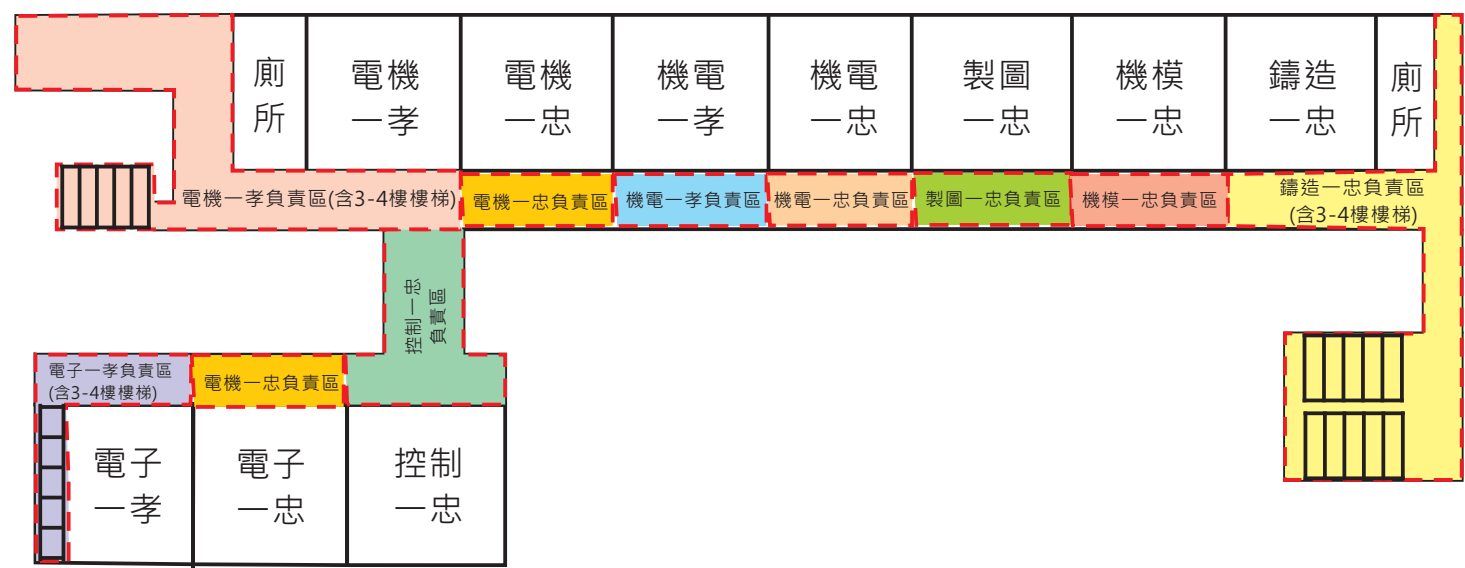 廁
所
電機
一孝
電機
一忠
機電
一孝
機電
一忠
製圖
一忠
機模
一忠
鑄造
一忠
廁
所
電機一孝負責區(含3-4樓樓梯)
電機一忠負責區
機電一孝負責區
機電一忠負責區
製圖一忠負責區
機模一忠負責區
鑄造一忠負責區
(含3-4樓樓梯)
控制一忠
負責區
電子一孝負責區
(含3-4樓樓梯)
電機一忠負責區
電子
一孝
電子
一忠
控制
一忠